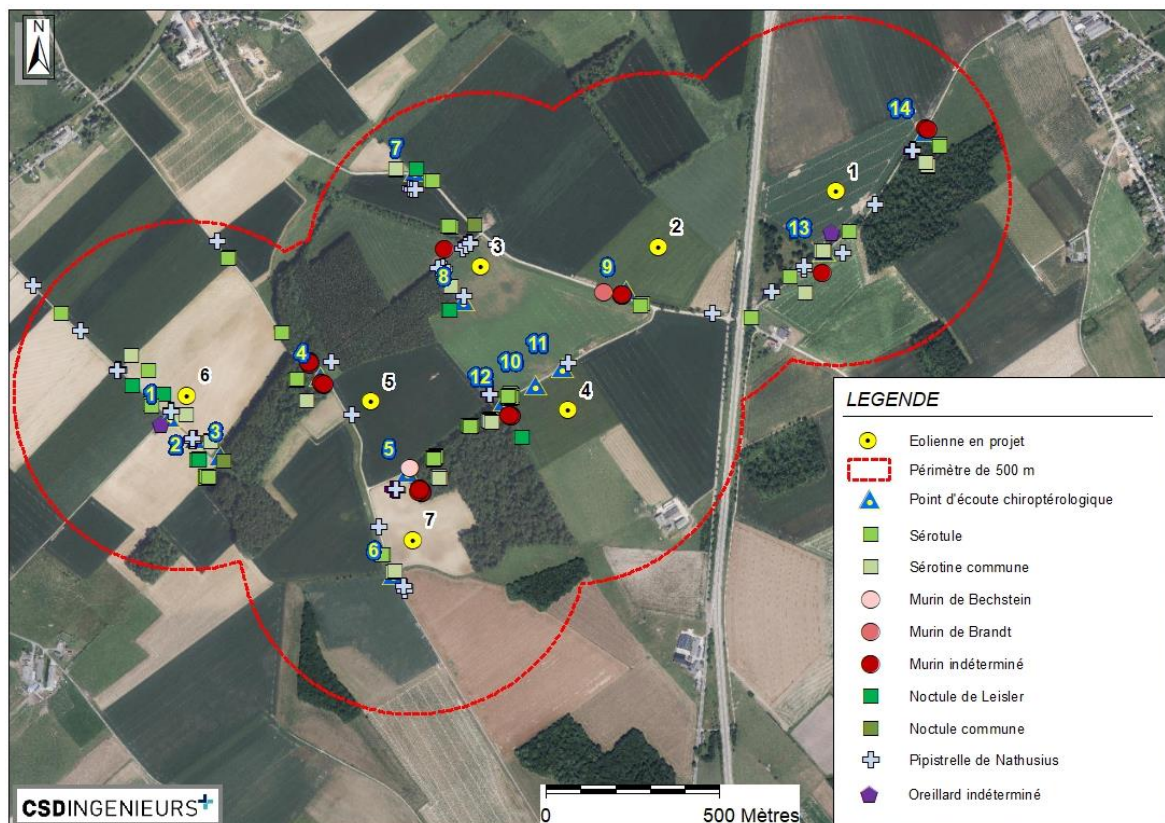 N
14
7
1
2
13
3
8
9
4
11
10
12
1
6
5
4
2
3
5
7
6
LEGENDE
Eolienne en projet
Périmètre de 500 m
Point d'écoute chiroptérologique
Sérotule
Sérotine commune
Murin de Bechstein
Murin de Brandt
Murin indéterminé
Noctule de Leisler
Noctule commune
Pipistrelle de Nathusius
Oreillard indéterminé
CSDINGENIEURS+
0 500 Mètres